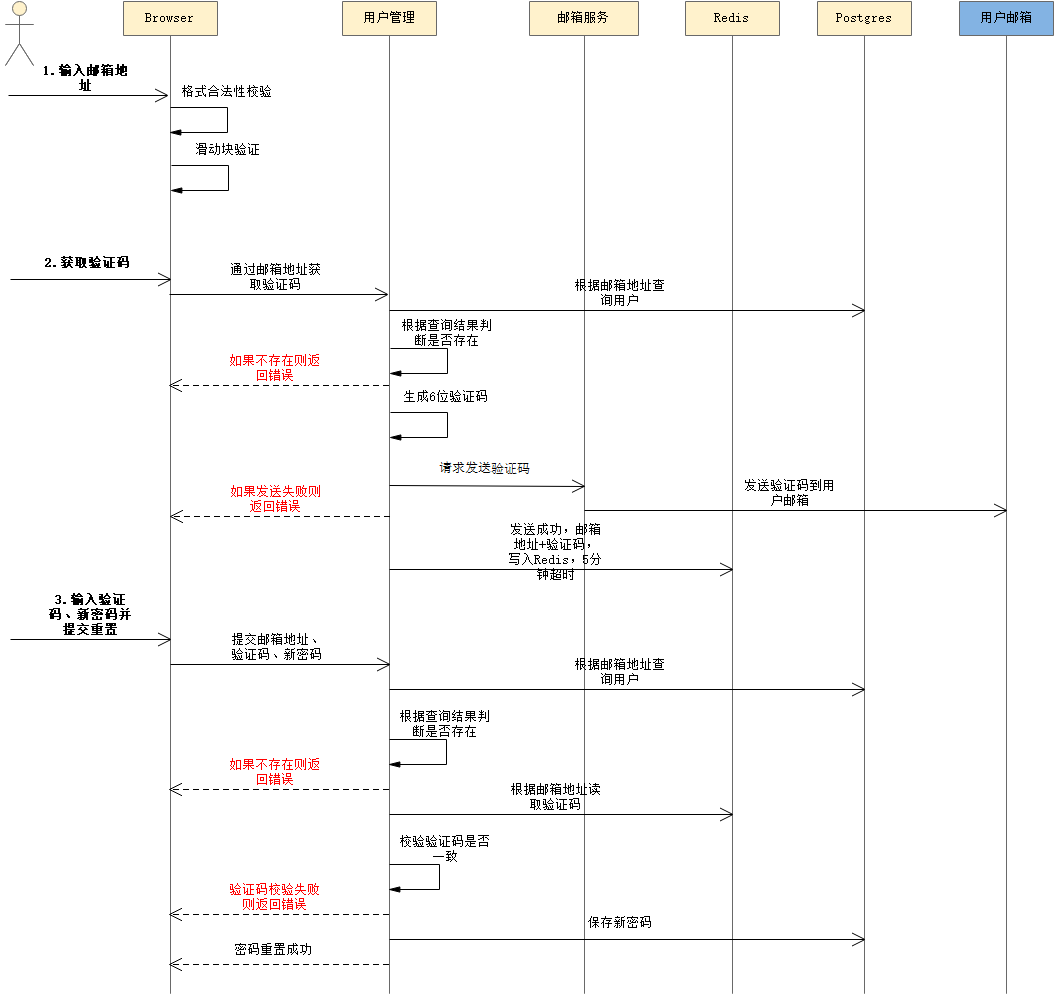 Browser
用户管理
邮箱服务
Redis
Postgres
用户邮箱
1.输入邮箱地
址
格式合法性校验
滑动块验证
2.获取验证码
通过邮箱地址获
取验证码
根据邮箱地址查
询用户
根据查询结果判
断是否存在
如果不存在则返
回错误
生成6位验证码
请求发送验证码
如果发送失败则
返回错误
发送验证码到用
户邮箱
发送成功，邮箱
地址+验证码，
写入Redis，5分
钟超时
3.输入验证
码、新密码并
提交重置
提交邮箱地址、
验证码、新密码
根据邮箱地址查
询用户
根据查询结果判
断是否存在
如果不存在则返
回错误
根据邮箱地址读
取验证码
校验验证码是否
一致
验证码校验失败
则返回错误
保存新密码
密码重置成功